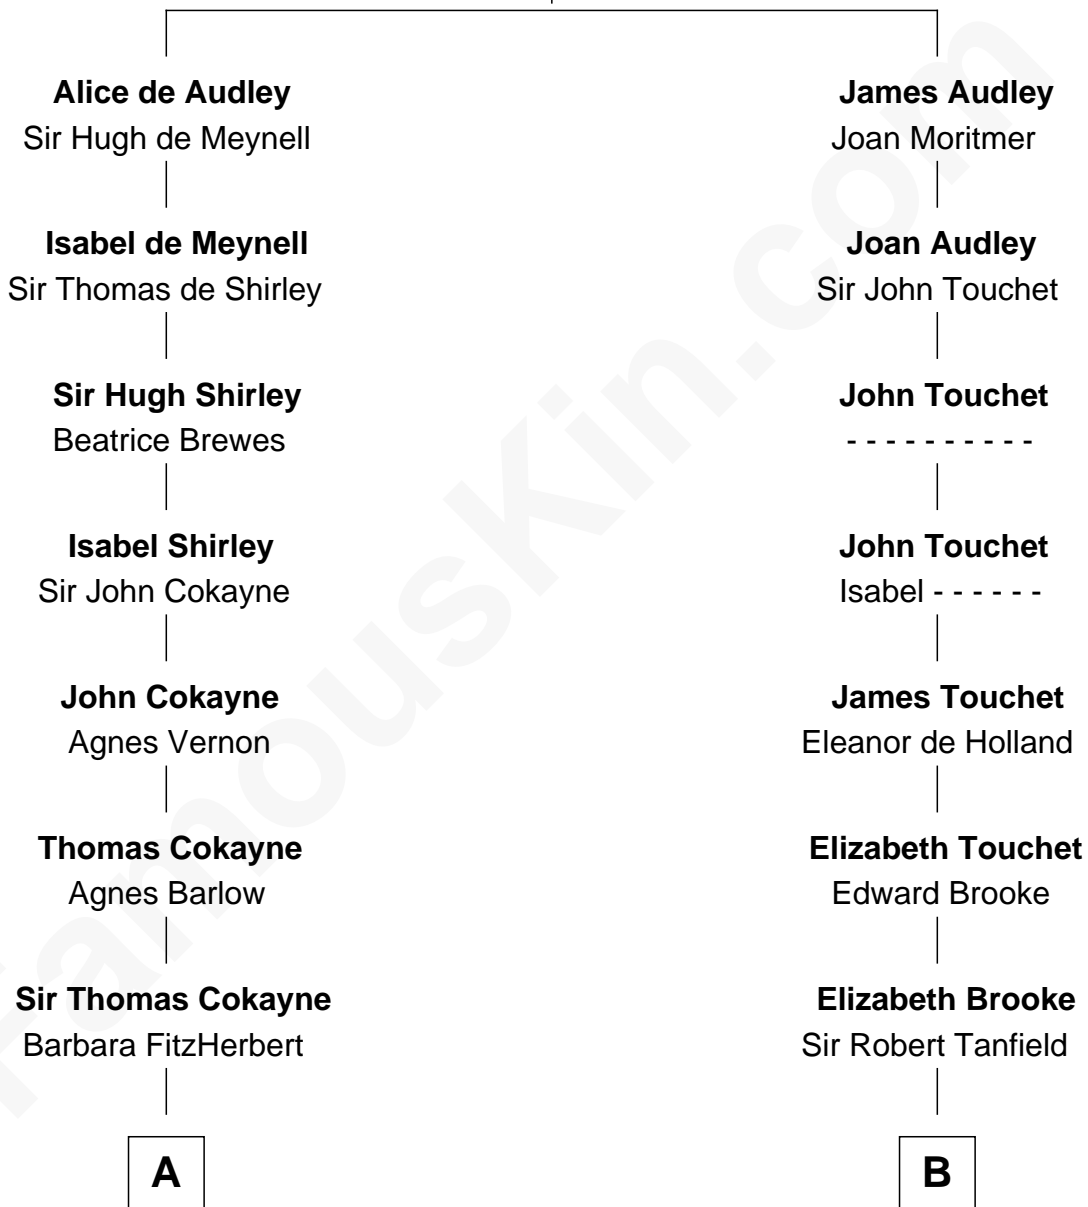 Alice de Audley
Sir Hugh de Meynell
Isabel de Meynell
Sir Thomas de Shirley
Sir Hugh Shirley
Beatrice Brewes
Isabel Shirley
Sir John Cokayne
John Cokayne
Agnes Vernon
Thomas Cokayne
Agnes Barlow
Sir Thomas Cokayne
Barbara FitzHerbert
A
James Audley
Joan Moritmer
Joan Audley
Sir John Touchet
John Touchet
- - - - - - - - - -
John Touchet
Isabel - - - - - -
James Touchet
Eleanor de Holland
Elizabeth Touchet
Edward Brooke
Elizabeth Brooke
Sir Robert Tanfield
B
FamousKin.com